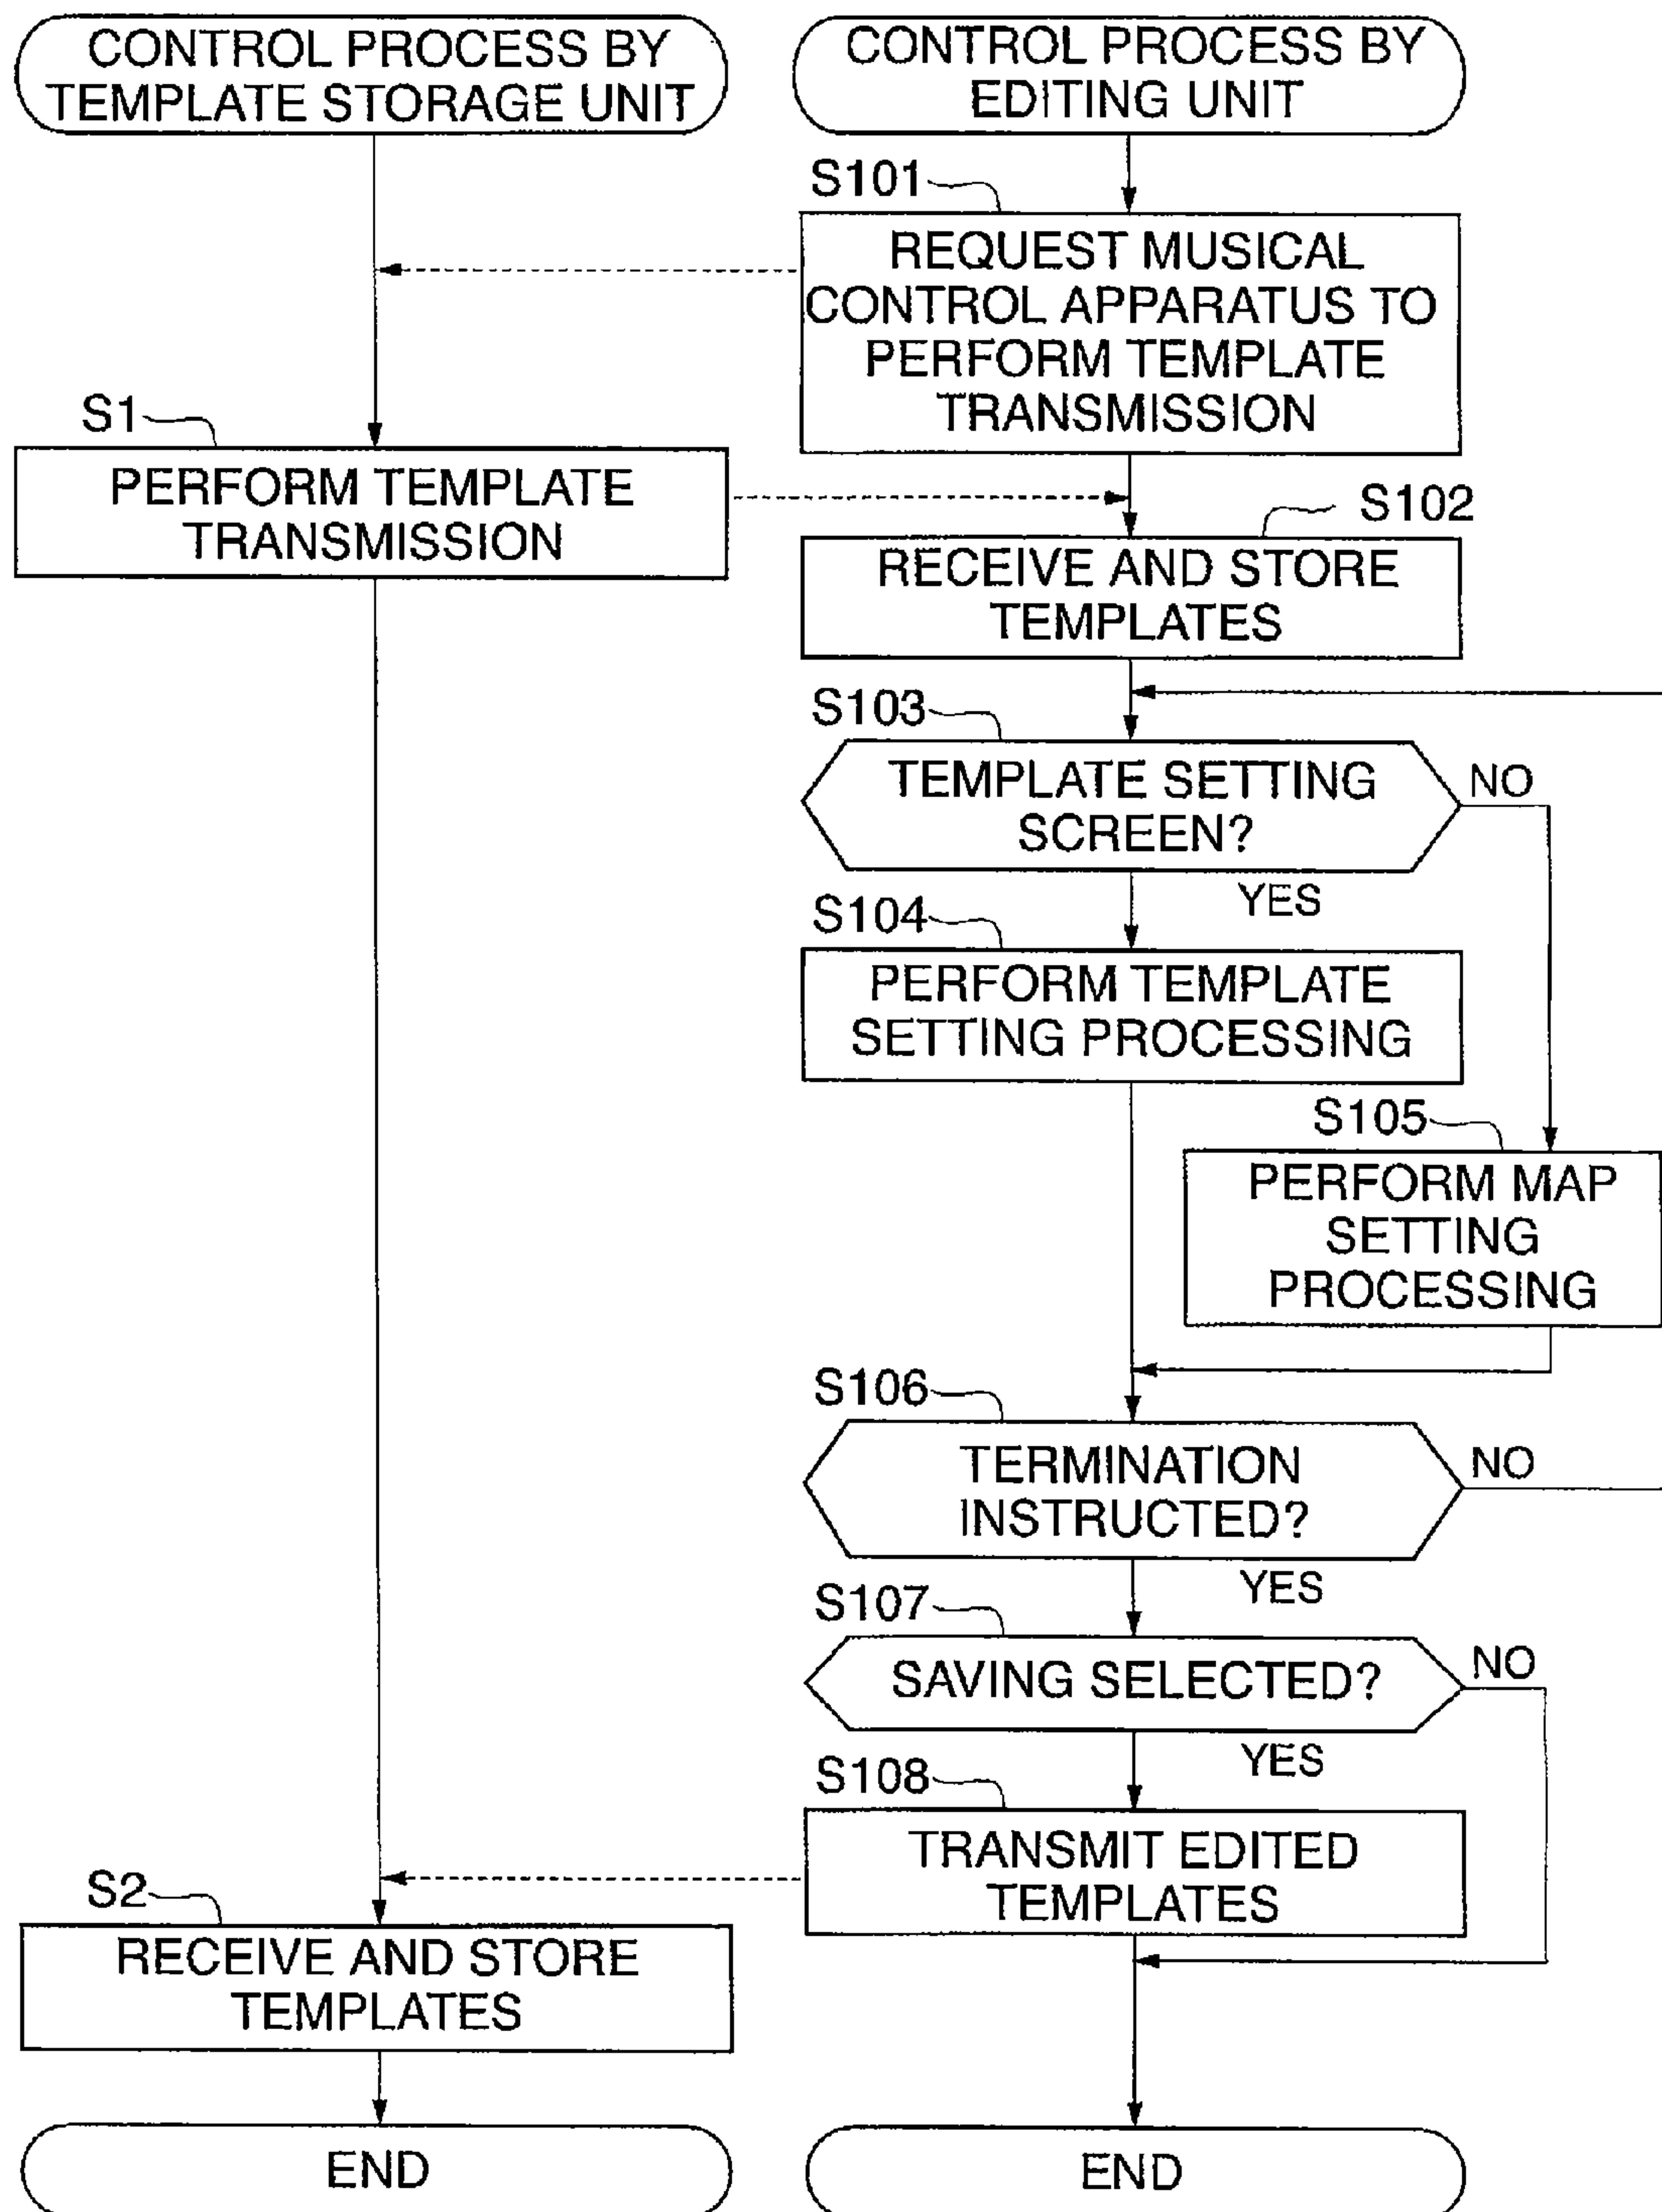 CONTROL PROCESS BY
TEMPLATE STORAGE UNIT
CONTROL PROCESS BY
EDITING UNIT
S101
REQUEST MUSICAL
CONTROL APPARATUS TO
PERFORM TEMPLATE
TRANSMISSION
S1
PERFORM TEMPLATE
TRANSMISSION
S102
RECEIVE AND STORE
TEMPLATES
S103
TEMPLATE SETTING
SCREEN?
NO
YES
S104
PERFORM TEMPLATE
SETTING PROCESSING
S105
PERFORM MAP
SETTING
PROCESSING
S106
TERMINATION
INSTRUCTED?
NO
YES
S107
SAVING SELECTED?
NO
YES
S108
TRANSMIT EDITED
TEMPLATES
S2
RECEIVE AND STORE
TEMPLATES
END
END